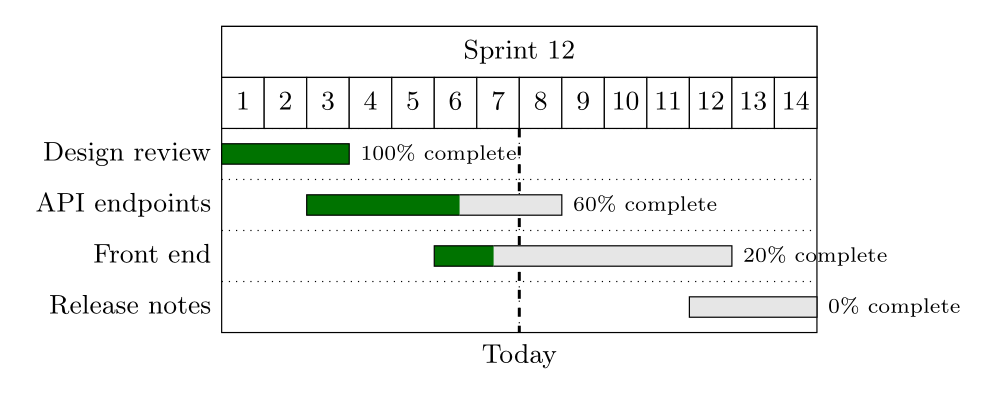 Sprint 12
1 2 3 4 5 6 7 8 9 10 11 12 13 14
Design review 100% complete
API endpoints 60% complete
Front end 20% complete
Release notes 0% complete
Today